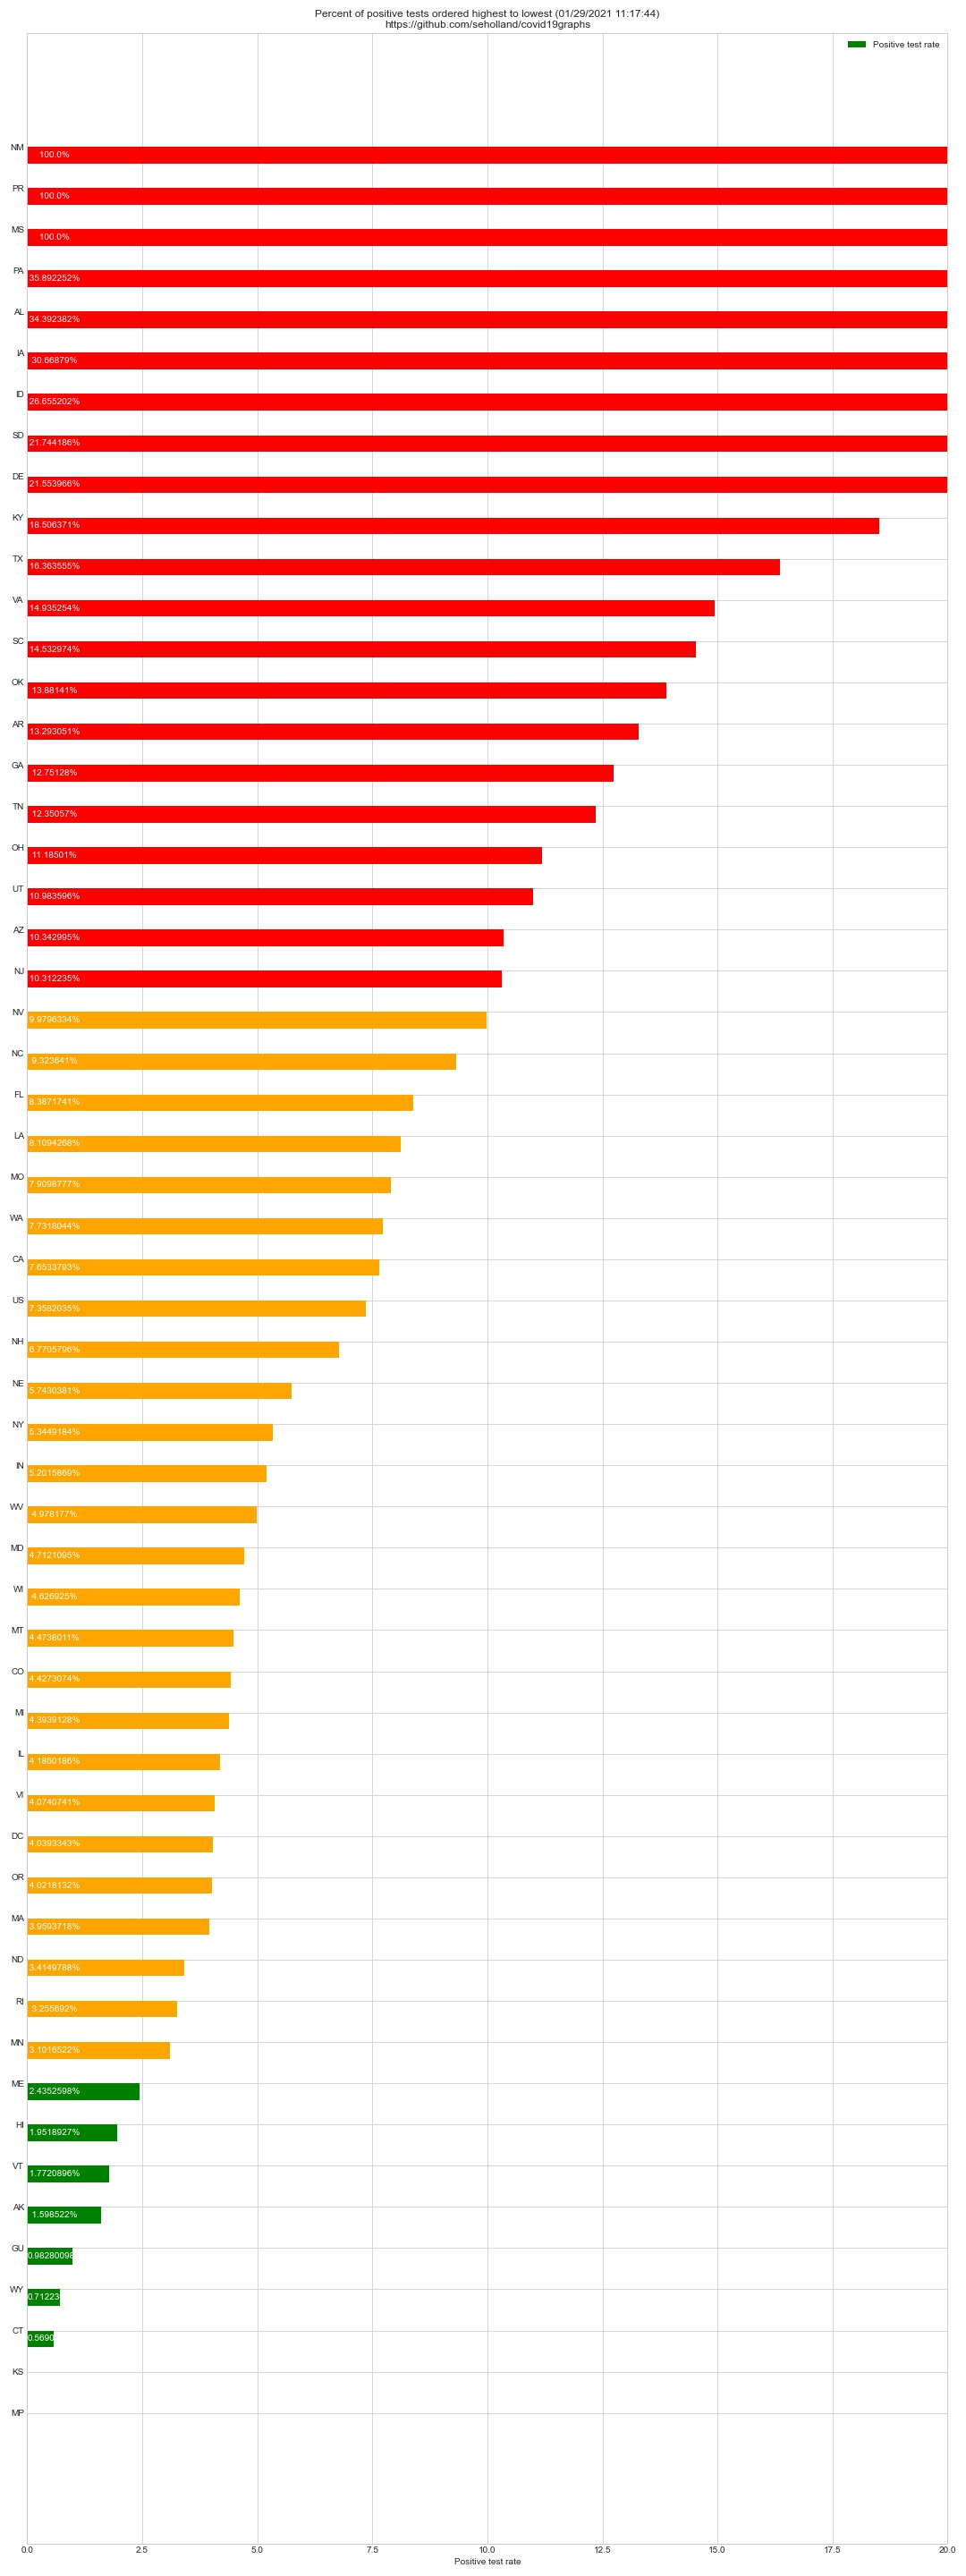 Percent of positive tests ordered highest to lowest (01/29/2021 11:17:44)
https://github.com/seholland/covid19graphs
Positive test rate
NM 100.0%
PR 100.0%
MS 100.0%
PA 35.892252%
AL 34.392382%
IA 30.66879%
ID 26.655202%
SD 21.744186%
DE 21.553966%
KY 18.506371%
TX 16.363555%
VA 14.935254%
SC 14.532974%
OK 13.88141%
AR 13.293051%
GA 12.75128%
TN 12.35057%
OH 11.18501%
UT 10.983596%
AZ 10.342995%
NJ 10.312235%
NV 9.9796334%
NC 9.323641%
FL 8.3871741%
LA 8.1094268%
MO 7.9098777%
WA 7.7318044%
CA 7.6533793%
US 7.3582035%
NH 6.7705796%
NE 5.7430381%
NY 5.3449184%
IN 5.2015869%
WV 4.978177%
MD 4.7121095%
WI 4.626925%
MT 4.4738011%
CO 4.4273074%
MI 4.3939128%
IL 4.1860186%
VI 4.0740741%
DC 4.0393343%
OR 4.0218132%
MA 3.9593718%
ND 3.4149788%
RI 3.255692%
MN 3.1016522%
ME 2.4352598%
HI 1.9518927%
VT 1.7720896%
AK 1.598522%
GU 0.98280098
WY 0.71223
CT 0.5690
KS
MP
0.0 2.5 5.0 7.5 10.0 12.5 15.0 17.5 20.0
Positive test rate